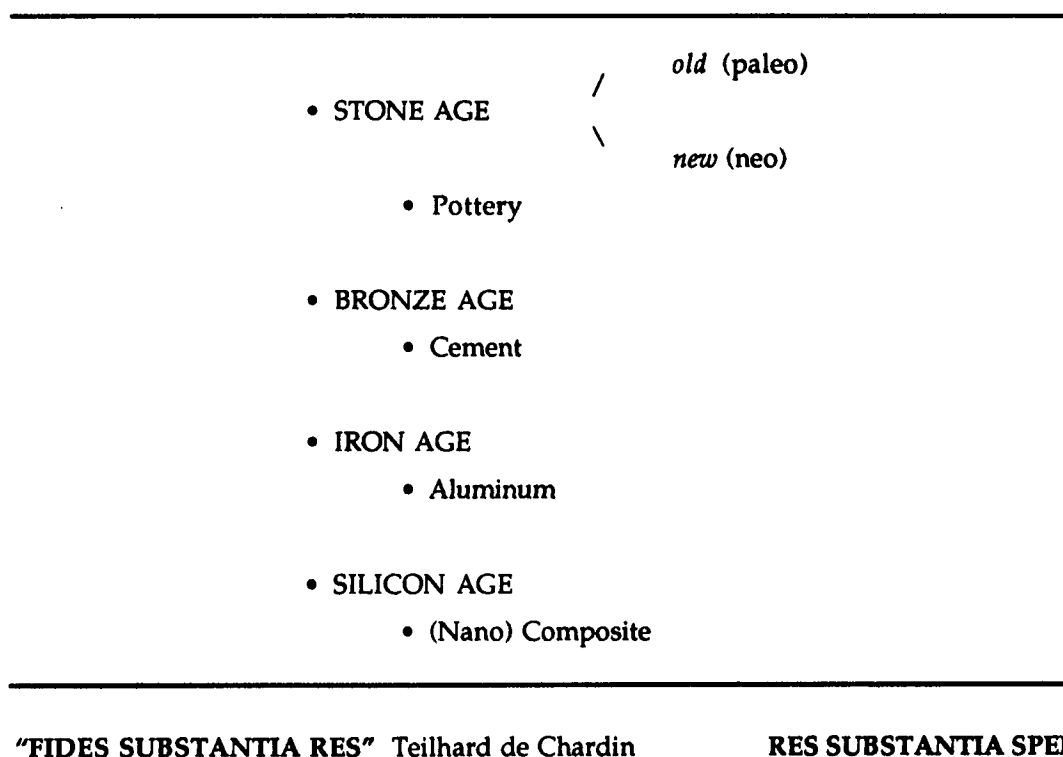 old (paleo)
/
• STONE AGE
\
new (neo)
• Pottery
• BRONZE AGE
• Cement
• IRON AGE
• Aluminum
• SILICON AGE
• (Nano) Composite
"FIDES SUBSTANTIA RES" Teilhard de Chardin RES SUBSTANTIA